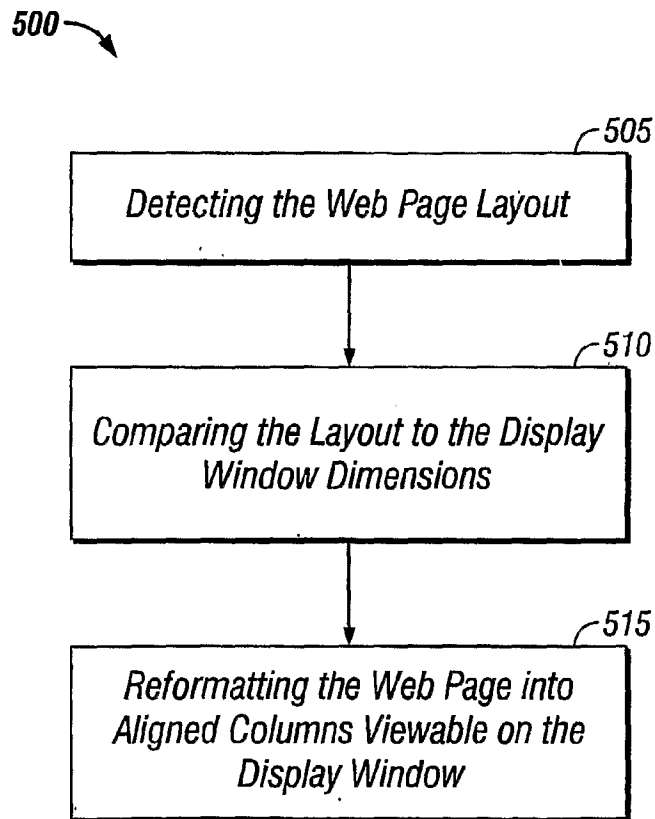 500
505
Detecting the Web Page Layout
510
Comparing the Layout to the Display
Window Dimensions
515
Reformatting the Web Page into
Aligned Columns Viewable on the
Display Window